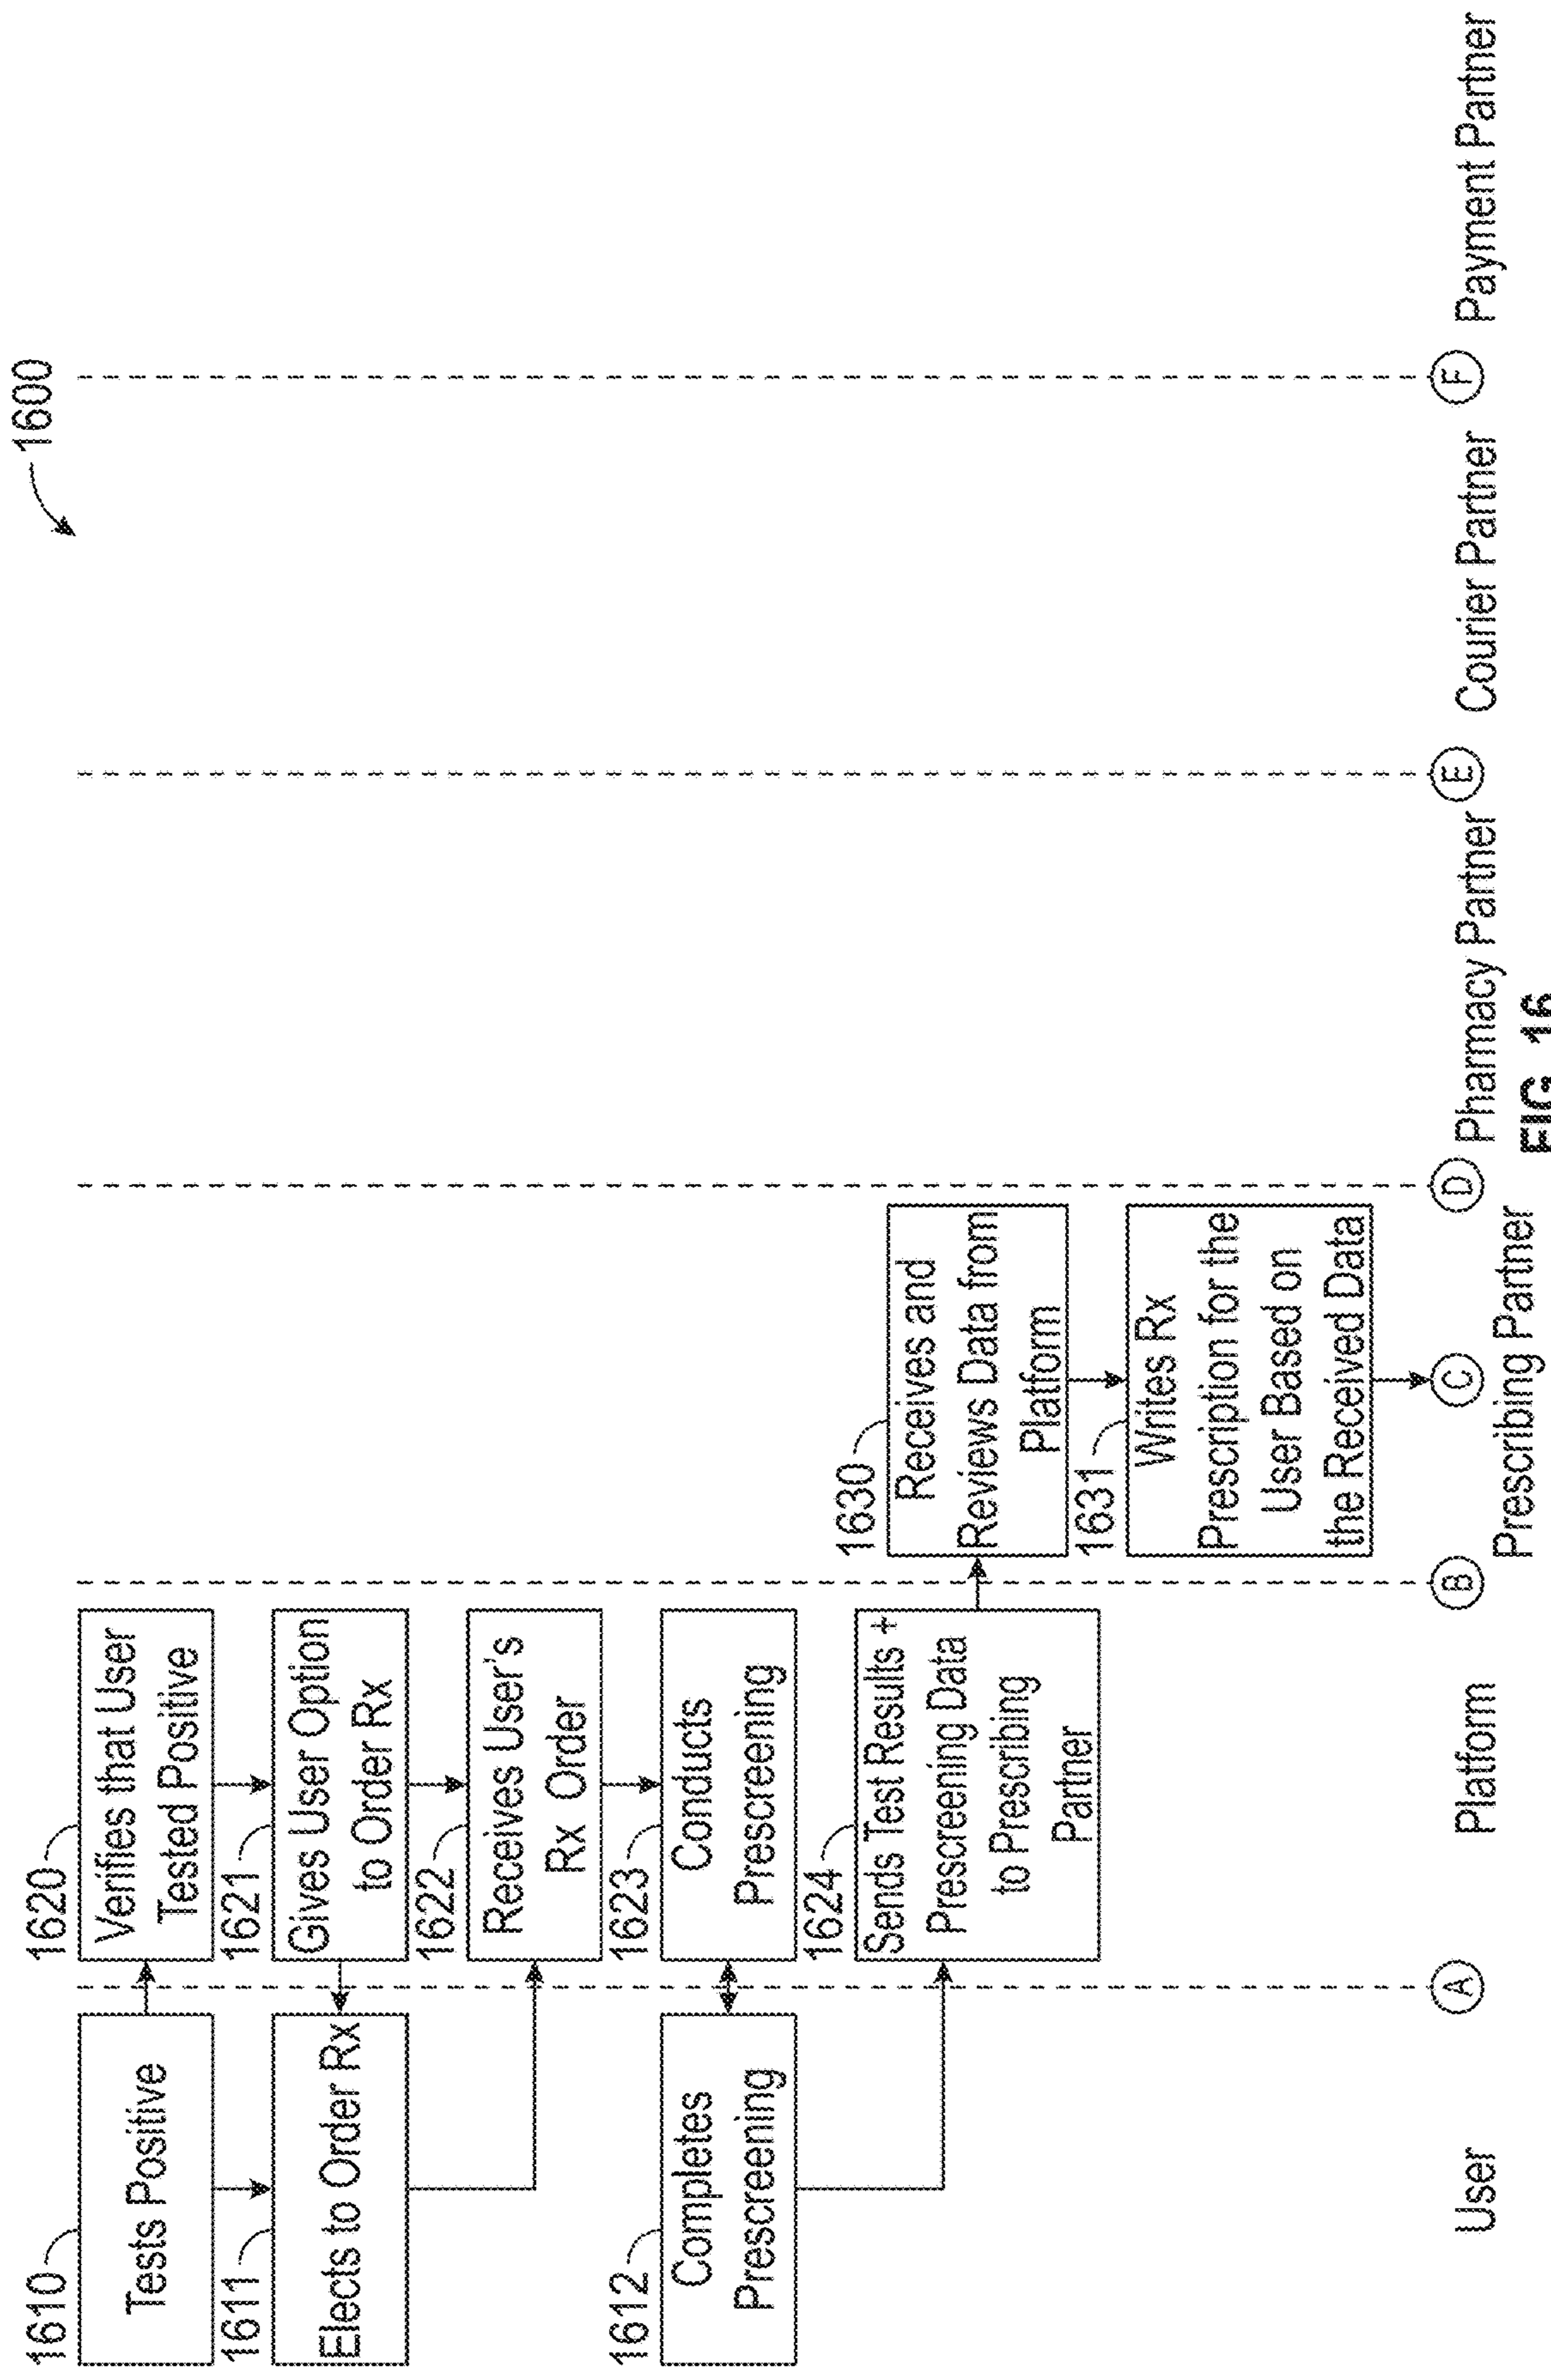 1600
1610
Tests Positive
1620
Verifies that User
Tested Positive
1611
Elects to Order Rx
1621
Gives User Option
to Order Rx
1622
Receives User's
Rx Order
1612
Completes
Prescreening
1623
Conducts
Prescreening
1624
Sends Test Results +
Prescreening Data
to Prescribing
Partner
1630
Receives and
Reviews Data from
Platform
1631
Writes Rx
Prescription for the
User Based on
the Received Data
User
A
Platform
B
C
Prescribing Partner
D
Pharmacy Partner
E
Courier Partner
F
Payment Partner
FIG. 16